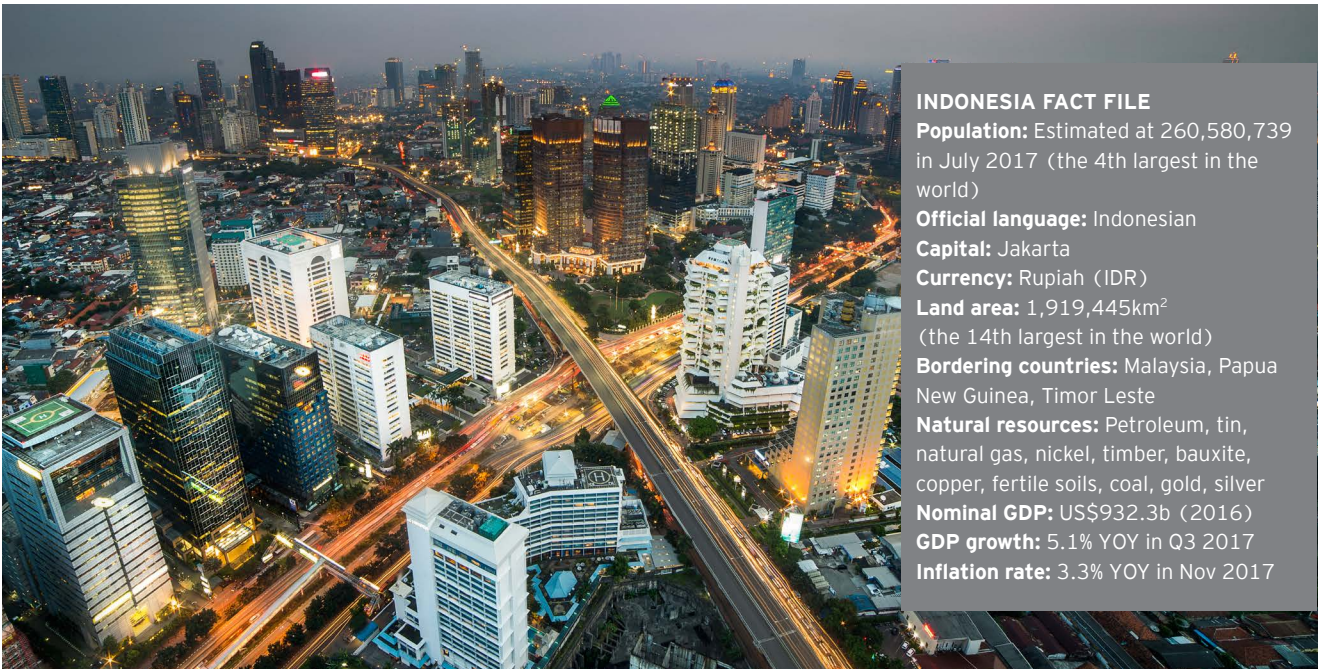 INDONESIA FACT FILE
Population: Estimated at 260,580,739
in July 2017 (the 4th largest in the
world)
Official language: Indonesian
Capital: Jakarta
Currency: Rupiah (IDR)
Land area: 1,919,445km²
(the 14th largest in the world)
Bordering countries: Malaysia, Papua
New Guinea, Timor Leste
Natural resources: Petroleum, tin,
natural gas, nickel, timber, bauxite,
copper, fertile soils, coal, gold, silver
Nominal GDP: US$932.3b (2016)
GDP growth: 5.1% YOY in Q3 2017
Inflation rate: 3.3% YOY in Nov 2017
H